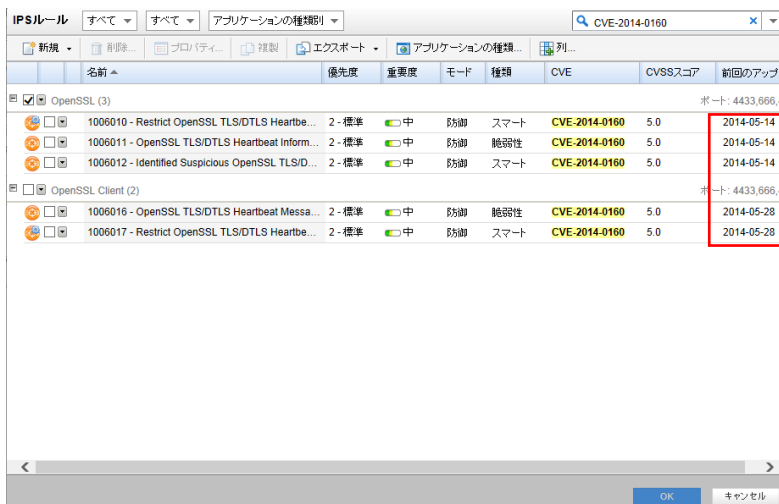 IPSルール すべて すべて アプリケーションの種類別 CVE-2014-0160
新規 削除... プロパティ... 複製 エクスポート アプリケーションの種類... 列...
名前 優先度 重要度 モード 種類 CVE CVSSスコア 前回のアップ
OpenSSL (3) ポート: 4433,666,
1006010 - Restrict OpenSSL TLS/DTLS Heartbe... 2 - 標準 中 防御 スマート CVE-2014-0160 5.0 2014-05-14
1006011 - OpenSSL TLS/DTLS Heartbeat Inform... 2 - 標準 中 防御 脆弱性 CVE-2014-0160 5.0 2014-05-14
1006012 - Identified Suspicious OpenSSL TLS/D... 2 - 標準 中 防御 スマート CVE-2014-0160 5.0 2014-05-14
OpenSSL Client (2) ポート: 4433,666,
1006016 - OpenSSL TLS/DTLS Heartbeat Messa... 2 - 標準 中 防御 脆弱性 CVE-2014-0160 5.0 2014-05-28
1006017 - Restrict OpenSSL TLS/DTLS Heartbe... 2 - 標準 中 防御 スマート CVE-2014-0160 5.0 2014-05-28
OK キャンセル